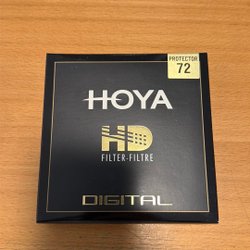 PROTECTOR
72
HOYA
HD
FILTER-FILTRE
DIGITAL